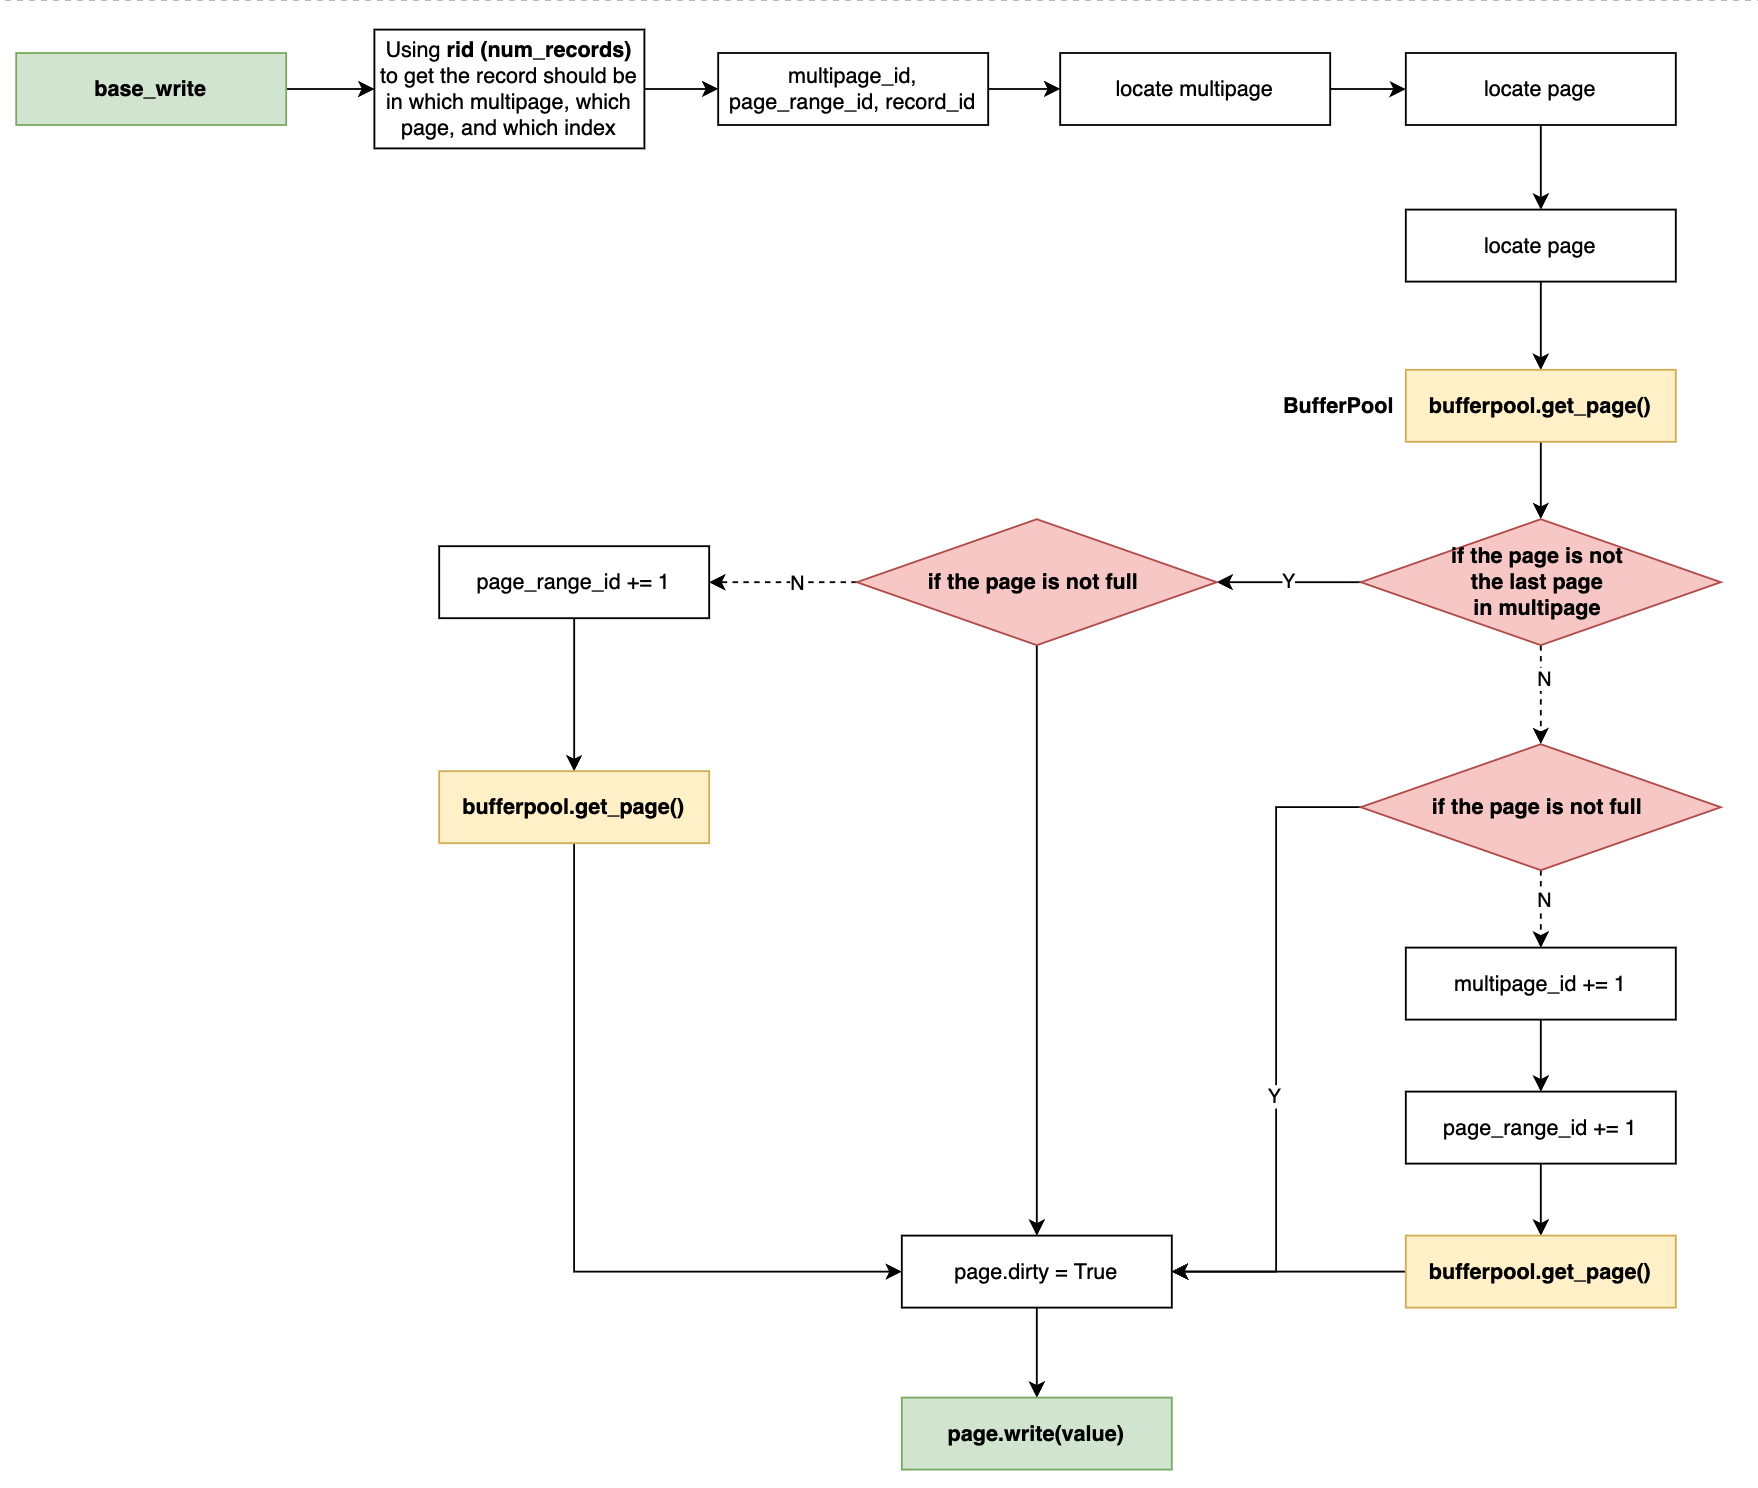 base_write
Using rid (num_records)
to get the record should be
in which multipage, which
page, and which index
multipage_id,
page_range_id, record_id
locate multipage
locate page
locate page
BufferPool
bufferpool.get_page()
if the page is not
the last page
in multipage
Y
if the page is not full
N
page_range_id += 1
bufferpool.get_page()
N
if the page is not full
N
multipage_id += 1
Y
page_range_id += 1
bufferpool.get_page()
page.dirty = True
page.write(value)